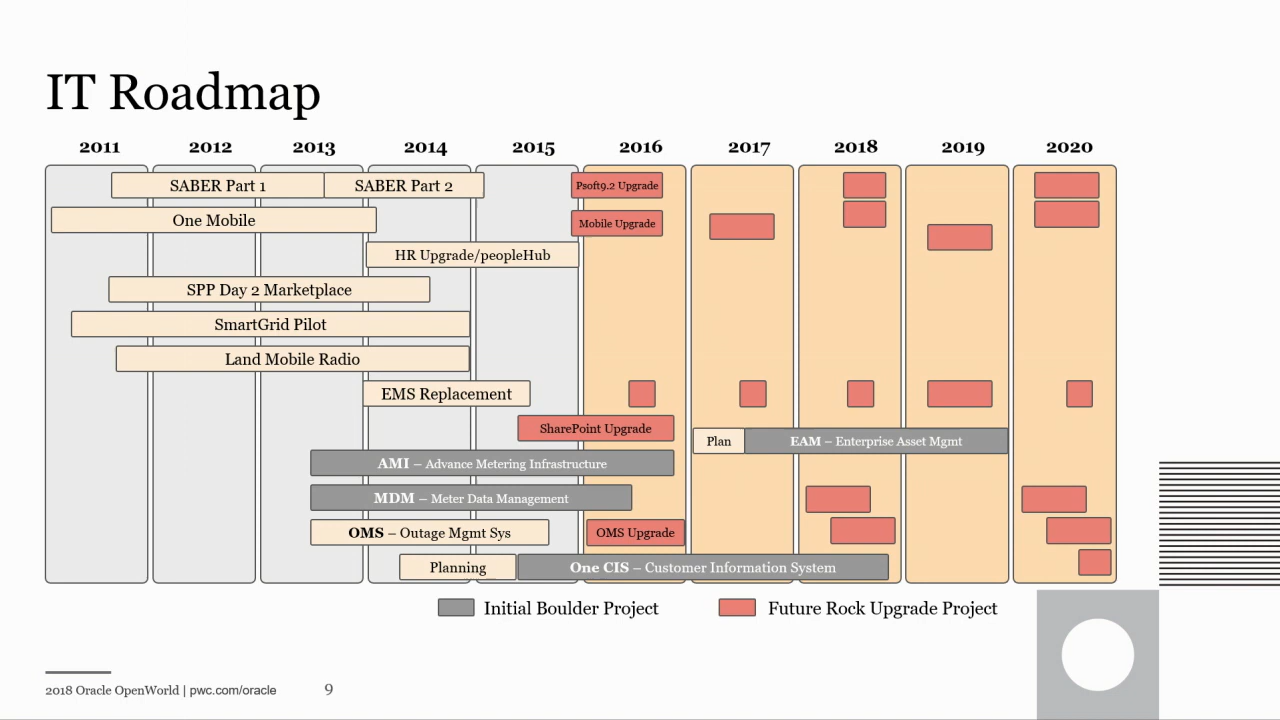 IT Roadmap
2011 2012 2013 2014 2015 2016 2017 2018 2019 2020
SABER Part 1 SABER Part 2 Psoft9.2 Upgrade
One Mobile Mobile Upgrade
HR Upgrade/peopleHub
SPP Day 2 Marketplace
SmartGrid Pilot
Land Mobile Radio
EMS Replacement
SharePoint Upgrade Plan EAM – Enterprise Asset Mgmt
AMI – Advance Metering Infrastructure
MDM – Meter Data Management
OMS – Outage Mgmt Sys OMS Upgrade
Planning One CIS – Customer Information System
Initial Boulder Project Future Rock Upgrade Project
2018 Oracle OpenWorld | pwc.com/oracle 9